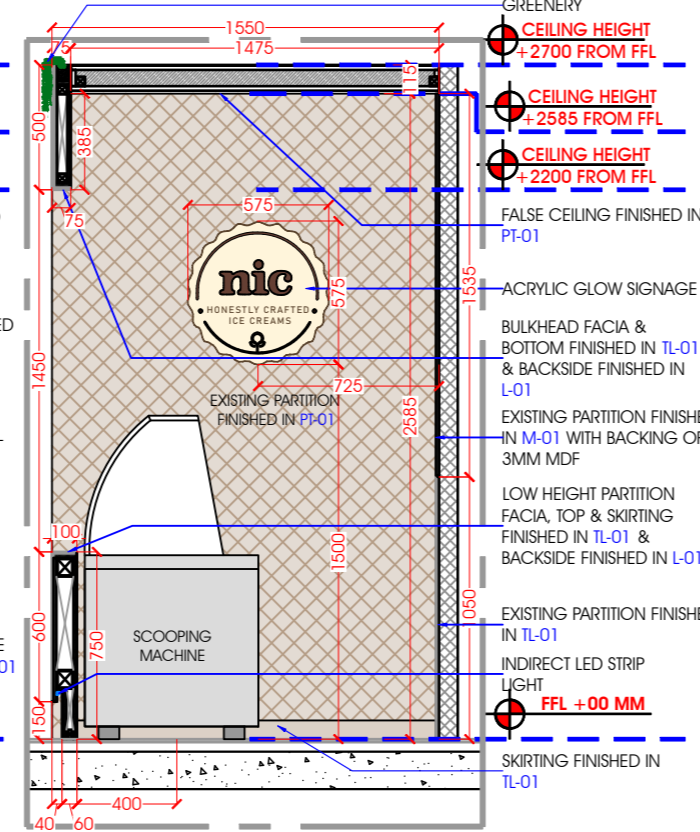 GREENERY
1550
1475
75
115
CEILING HEIGHT
+2700 FROM FFL
CEILING HEIGHT
+2585 FROM FFL
CEILING HEIGHT
+2200 FROM FFL
500
385
75
575
575
725
nic
HONESTLY CRAFTED
ICE CREAMS
EXISTING PARTITION
FINISHED IN PT-01
1535
2585
1450
1500
FALSE CEILING FINISHED IN
PT-01
ACRYLIC GLOW SIGNAGE
BULKHEAD FACIA &
BOTTOM FINISHED IN TL-01
& BACKSIDE FINISHED IN
L-01
EXISTING PARTITION FINISHE
IN M-01 WITH BACKING OF
3MM MDF
LOW HEIGHT PARTITION
FACIA, TOP & SKIRTING
FINISHED IN TL-01 &
BACKSIDE FINISHED IN L-01
100
600
750
150
SCOOPING
MACHINE
1050
EXISTING PARTITION FINISHE
IN TL-01
INDIRECT LED STRIP
LIGHT
FFL +00 MM
SKIRTING FINISHED IN
TL-01
400
40
60
ED
01